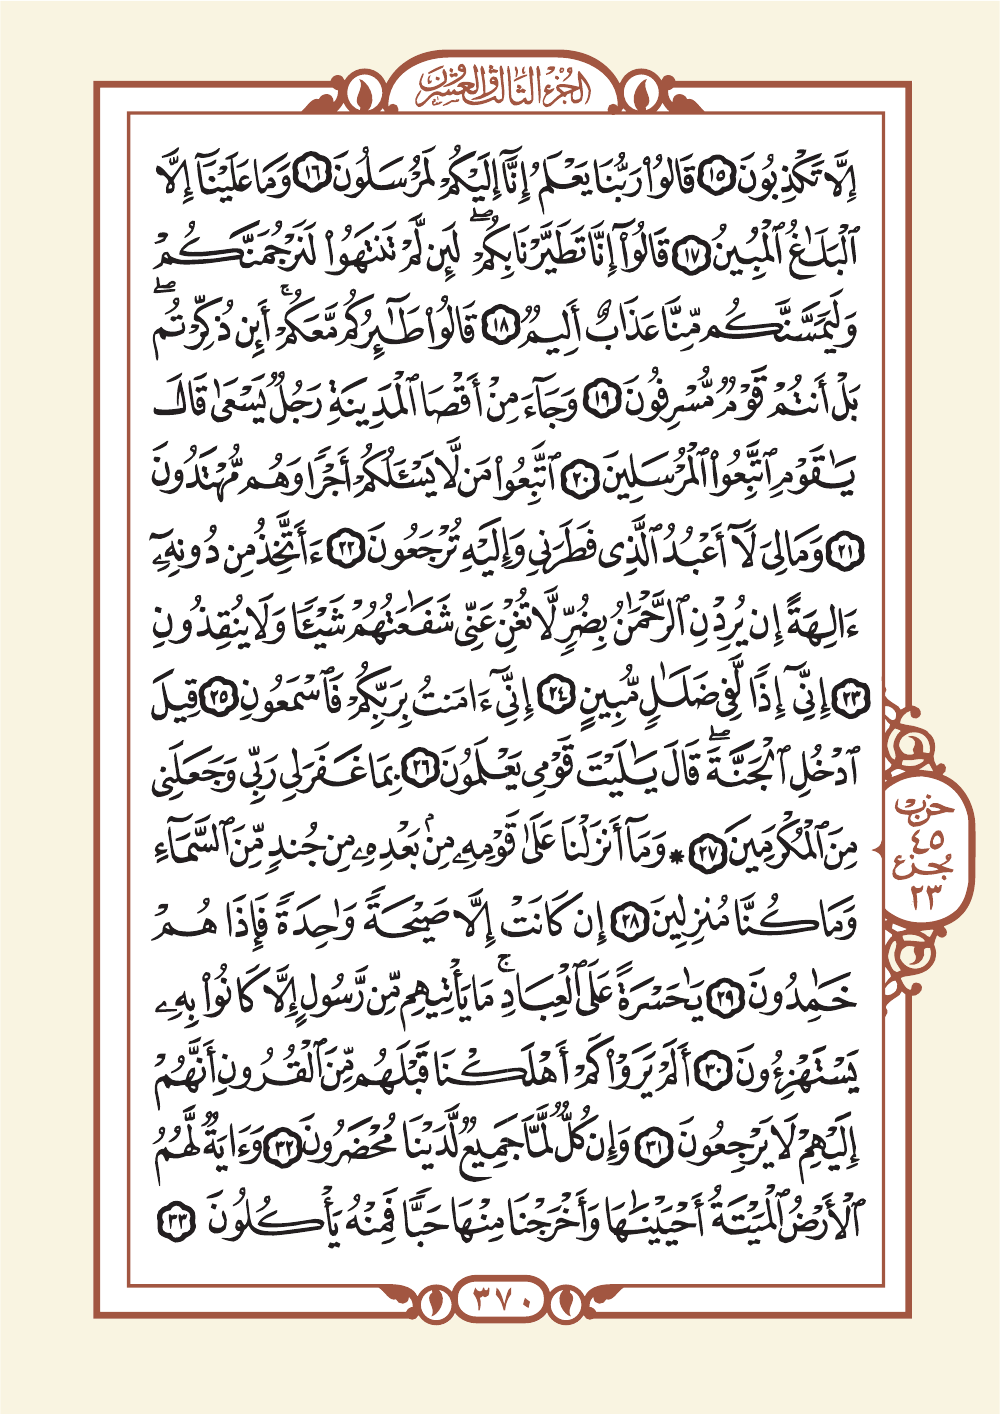 الجزء الثالث والعشرون
إِلَّا تَكْذِبُونَ ١٥ قَالُوا۟ رَبُّنَا يَعْلَمُ إِنَّآ إِلَيْكُمْ لَمُرْسَلُونَ ١٦ وَمَا عَلَيْنَآ إِلَّا
ٱلْبَلَـٰغُ ٱلْمُبِينُ ١٧ قَالُوٓا۟ إِنَّا تَطَيَّرْنَا بِكُمْ ۖ لَئِن لَّمْ تَنتَهُوا۟ لَنَرْجُمَنَّكُمْ
وَلَيَمَسَّنَّكُم مِّنَّا عَذَابٌ أَلِيمٌ ١٨ قَالُوا۟ طَـٰٓئِرُكُم مَّعَكُمْ ۚ أَئِن ذُكِّرْتُم ۖ
بَلْ أَنتُمْ قَوْمٌ مُّسْرِفُونَ ١٩ وَجَآءَ مِنْ أَقْصَا ٱلْمَدِينَةِ رَجُلٌ يَسْعَىٰ قَالَ
يَـٰقَوْمِ ٱتَّبِعُوا۟ ٱلْمُرْسَلِينَ ٢٠ ٱتَّبِعُوا۟ مَن لَّا يَسْـَٔلُكُمْ أَجْرًا وَهُم مُّهْتَدُونَ
٢١ وَمَا لِىَ لَآ أَعْبُدُ ٱلَّذِى فَطَرَنِى وَإِلَيْهِ تُرْجَعُونَ ٢٢ ءَأَتَّخِذُ مِن دُونِهِۦٓ
ءَالِهَةً إِن يُرِدْنِ ٱلرَّحْمَـٰنُ بِضُرٍّ لَّا تُغْنِ عَنِّى شَفَـٰعَتُهُمْ شَيْـًٔا وَلَا يُنقِذُونِ
٢٣ إِنِّىٓ إِذًا لَّفِى ضَلَـٰلٍ مُّبِينٍ ٢٤ إِنِّىٓ ءَامَنتُ بِرَبِّكُمْ فَٱسْمَعُونِ ٢٥ قِيلَ
ٱدْخُلِ ٱلْجَنَّةَ ۖ قَالَ يَـٰلَيْتَ قَوْمِى يَعْلَمُونَ ٢٦ بِمَا غَفَرَ لِى رَبِّى وَجَعَلَنِى
مِنَ ٱلْمُكْرَمِينَ ٢٧ * وَمَآ أَنزَلْنَا عَلَىٰ قَوْمِهِۦ مِنۢ بَعْدِهِۦ مِن جُندٍ مِّنَ ٱلسَّمَآءِ
وَمَا كُنَّا مُنزِلِينَ ٢٨ إِن كَانَتْ إِلَّا صَيْحَةً وَٰحِدَةً فَإِذَا هُمْ
خَـٰمِدُونَ ٢٩ يَـٰحَسْرَةً عَلَى ٱلْعِبَادِ ۚ مَا يَأْتِيهِم مِّن رَّسُولٍ إِلَّا كَانُوا۟ بِهِۦ
يَسْتَهْزِءُونَ ٣٠ أَلَمْ يَرَوْا۟ كَمْ أَهْلَكْنَا قَبْلَهُم مِّنَ ٱلْقُرُونِ أَنَّهُمْ
إِلَيْهِمْ لَا يَرْجِعُونَ ٣١ وَإِن كُلٌّ لَّمَّا جَمِيعٌ لَّدَيْنَا مُحْضَرُونَ ٣٢ وَءَايَةٌ لَّهُمُ
ٱلْأَرْضُ ٱلْمَيْتَةُ أَحْيَيْنَـٰهَا وَأَخْرَجْنَا مِنْهَا حَبًّا فَمِنْهُ يَأْكُلُونَ ٣٣
حزب
٤٥
جزء
٢٣
٣٧٠